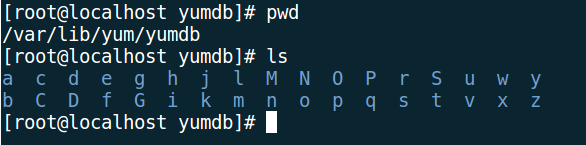 [root@localhost yumdb]# pwd
/var/lib/yum/yumdb
[root@localhost yumdb]# ls
a c d e g h j l M N O P r S u w y
b C D f G i k m n o p q s t v x z
[root@localhost yumdb]#